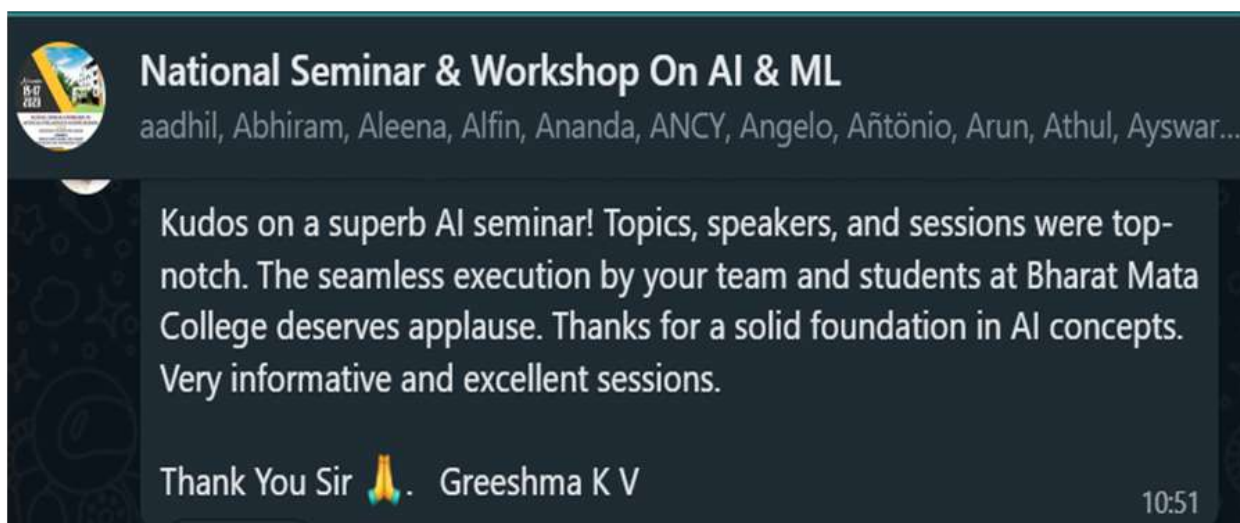 National Seminar & Workshop On AI & ML
aadhil, Abhiram, Aleena, Alfin, Ananda, ANCY, Angelo, Añtönio, Arun, Athul, Ayswar...
Kudos on a superb AI seminar! Topics, speakers, and sessions were top-
notch. The seamless execution by your team and students at Bharat Mata
College deserves applause. Thanks for a solid foundation in AI concepts.
Very informative and excellent sessions.
Thank You Sir 🙏. Greeshma K V
10:51